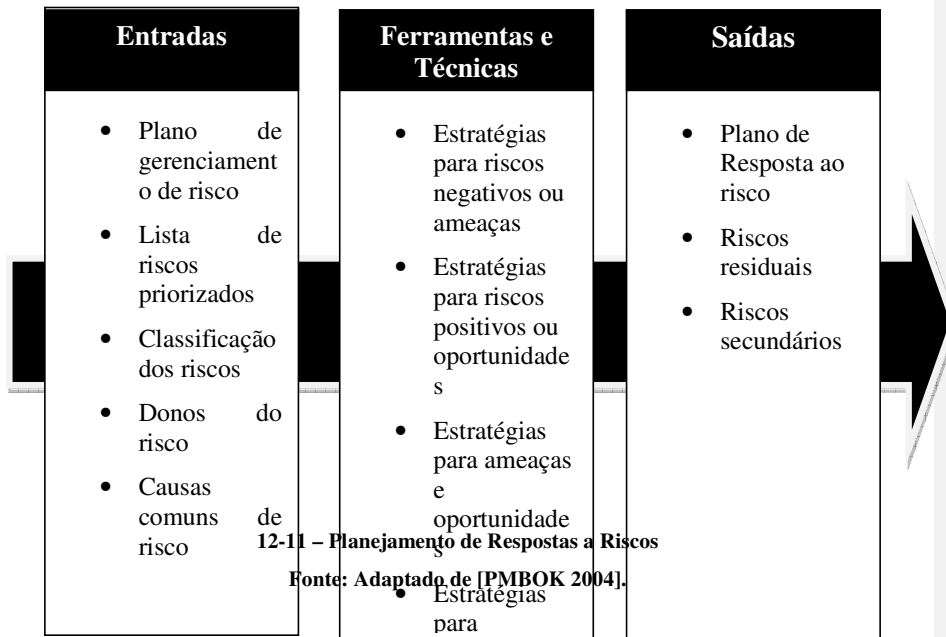 Entradas
• Plano de
gerenciament
o de risco
• Lista de
riscos
priorizados
• Classificação
dos riscos
• Donos do
risco
• Causas
comuns de
risco
Ferramentas e
Técnicas
• Estratégias
para riscos
negativos ou
ameaças
• Estratégias
para riscos
positivos ou
oportunidade
s
• Estratégias
para ameaças
e
oportunidade
s
• Estratégias
para
Saídas
• Plano de
Resposta ao
risco
• Riscos
residuais
• Riscos
secundários
12-11 – Planejamento de Respostas a Riscos
Fonte: Adaptado de [PMBOK 2004].